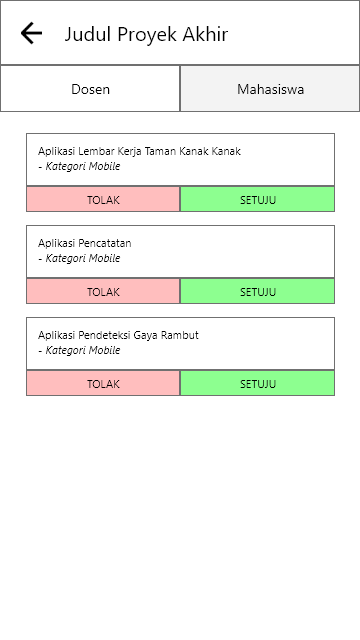 Judul Proyek Akhir
Dosen
Mahasiswa
Aplikasi Lembar Kerja Taman Kanak Kanak
- Kategori Mobile
TOLAK
SETUJU
Aplikasi Pencatatan
- Kategori Mobile
TOLAK
SETUJU
Aplikasi Pendeteksi Gaya Rambut
- Kategori Mobile
TOLAK
SETUJU